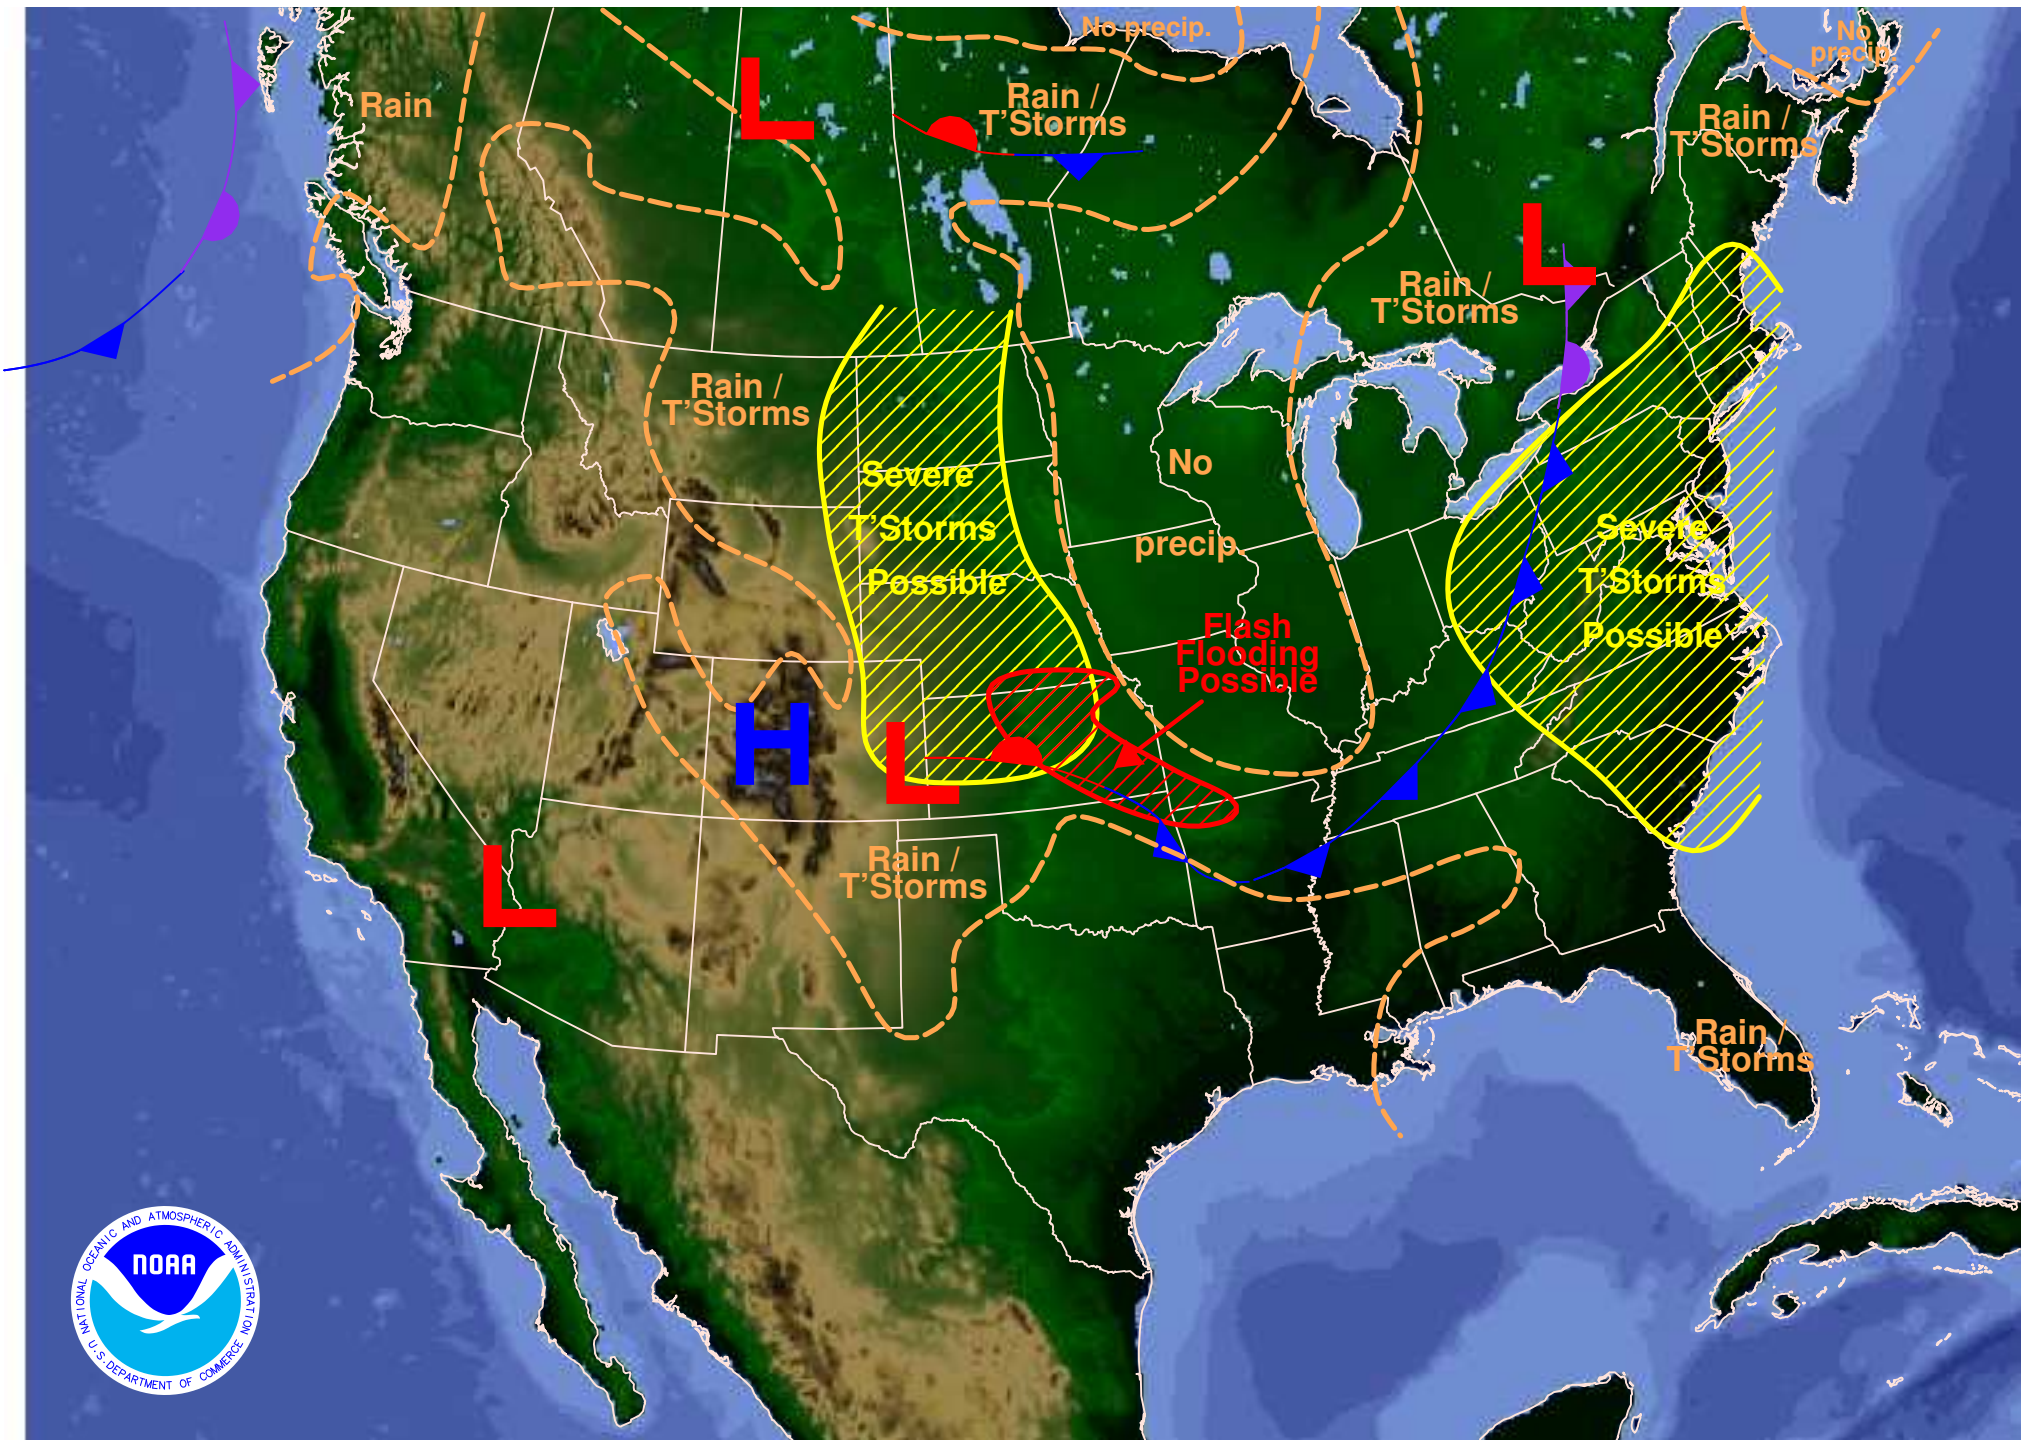 No precip.
No
precip.
Rain
Rain /
T'Storms
Rain /
T'Storms
L
L
Rain /
T'Storms
Rain /
T'Storms
Severe
T'Storms
Possible
No
precip.
Severe
T'Storms
Possible
Flash
Flooding
Possible
H
L
L
Rain /
T'Storms
Rain /
T'Storms
NATIONAL OCEANIC AND ATMOSPHERIC ADMINISTRATION
NOAA
U.S. DEPARTMENT OF COMMERCE